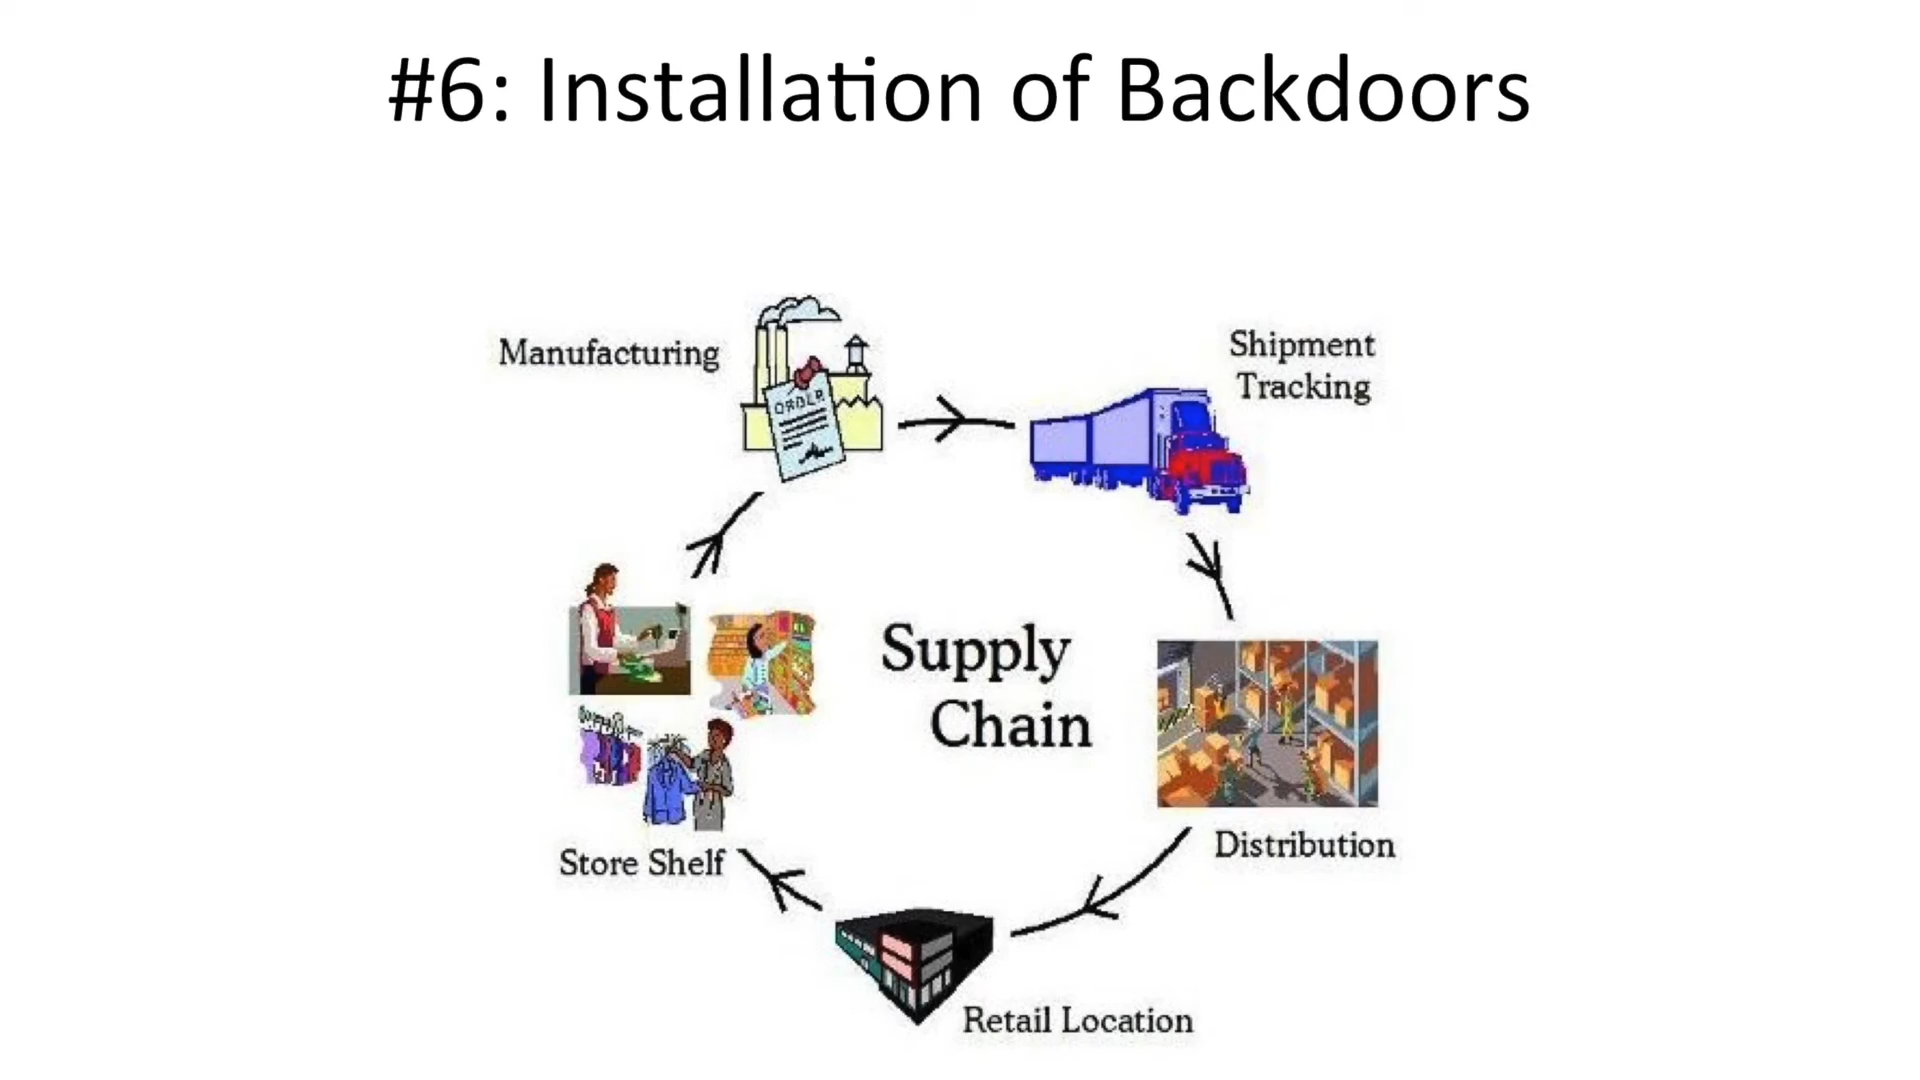 #6: Installation of Backdoors
Manufacturing
ORDER
Shipment
Tracking
Supply
Chain
Distribution
Store Shelf
Retail Location